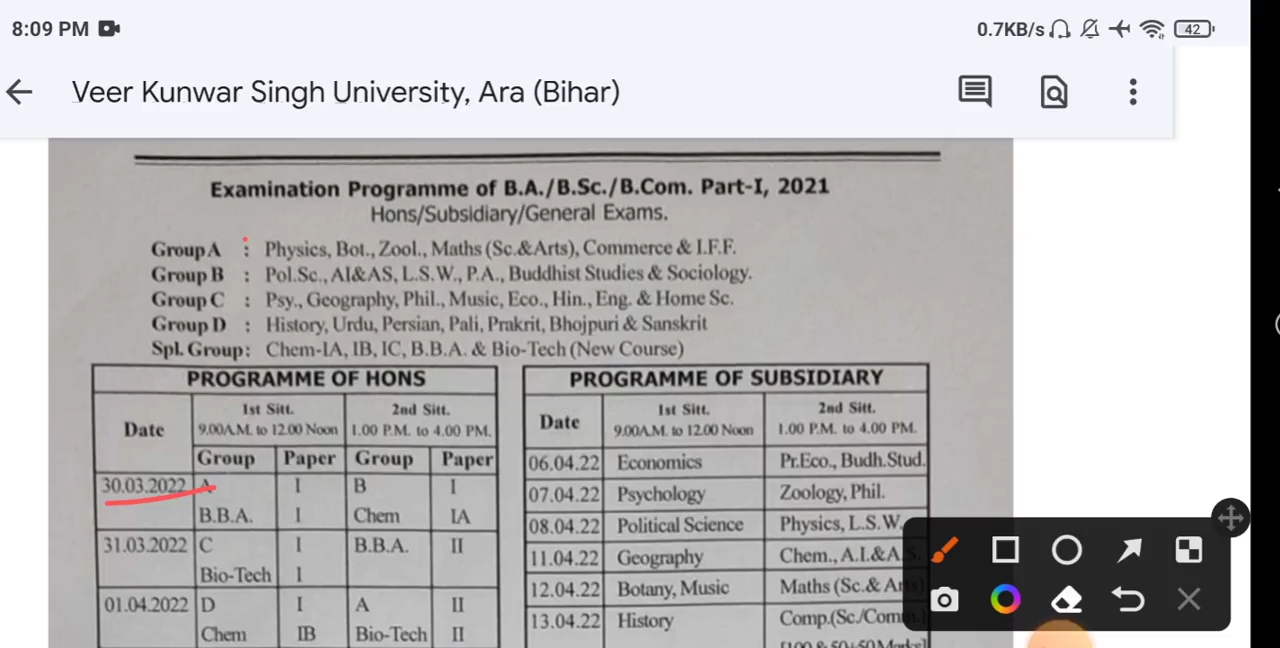 8:09 PM
0.7KB/s 42
Veer Kunwar Singh University, Ara (Bihar)
Examination Programme of B.A./B.Sc./B.Com. Part-I, 2021
Hons/Subsidiary/General Exams.
Group A : Physics, Bot., Zool., Maths (Sc.&Arts), Commerce & I.F.F.
Group B : Pol.Sc., AI&AS, L.S.W., P.A., Buddhist Studies & Sociology.
Group C : Psy., Geography, Phil., Music, Eco., Hin., Eng. & Home Sc.
Group D : History, Urdu, Persian, Pali, Prakrit, Bhojpuri & Sanskrit
Spl. Group: Chem-IA, IB, IC, B.B.A. & Bio-Tech (New Course)
PROGRAMME OF HONS
Date 1st Sitt. 2nd Sitt.
9.00A.M. to 12.00 Noon 1.00 P.M. to 4.00 PM.
Group Paper Group Paper
30.03.2022 A I B I
B.B.A. I Chem IA
31.03.2022 C I B.B.A. II
Bio-Tech I
01.04.2022 D I A II
Chem IB Bio-Tech II
PROGRAMME OF SUBSIDIARY
Date 1st Sitt. 2nd Sitt.
9.00A.M. to 12.00 Noon 1.00 P.M. to 4.00 PM.
06.04.22 Economics Pr.Eco., Budh.Stud.
07.04.22 Psychology Zoology, Phil.
08.04.22 Political Science Physics, L.S.W.
11.04.22 Geography Chem., A.I.&A.S.
12.04.22 Botany, Music Maths (Sc.& Arts)
13.04.22 History Comp.(Sc/Comm.)